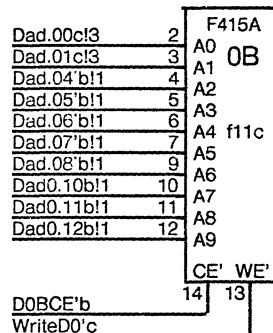 F415A
Dad.00c!3 2 A0 0B
Dad.01c!3 3 A1
Dad.04'b!1 4 A2
Dad.05'b!1 5 A3
Dad.06'b!1 6 A4 f11c
Dad.07'b!1 7 A5
Dad.08'b!1 9 A6
Dad0.10b!1 10 A7
Dad0.11b!1 11 A8
Dad0.12b!1 12 A9
CE' WE'
14 13
D0BCE'b
WriteD0'c